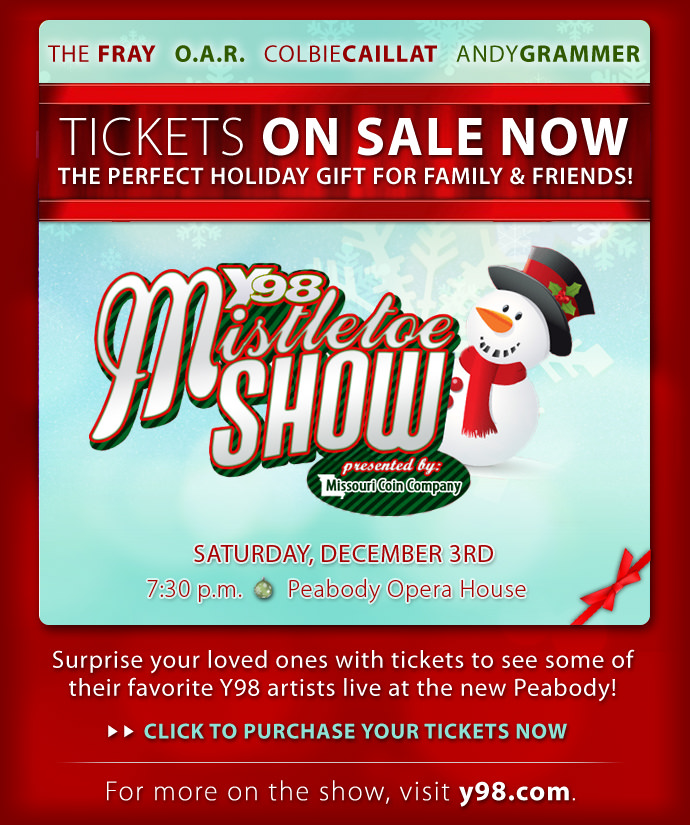 THE FRAY O.A.R. COLBIECAILLAT ANDYGRAMMER
TICKETS ON SALE NOW
THE PERFECT HOLIDAY GIFT FOR FAMILY & FRIENDS!
Y98
Mistletoe
SHOW
presented by:
Missouri Coin Company
SATURDAY, DECEMBER 3RD
7:30 p.m. Peabody Opera House
Surprise your loved ones with tickets to see some of
their favorite Y98 artists live at the new Peabody!
CLICK TO PURCHASE YOUR TICKETS NOW
For more on the show, visit y98.com.